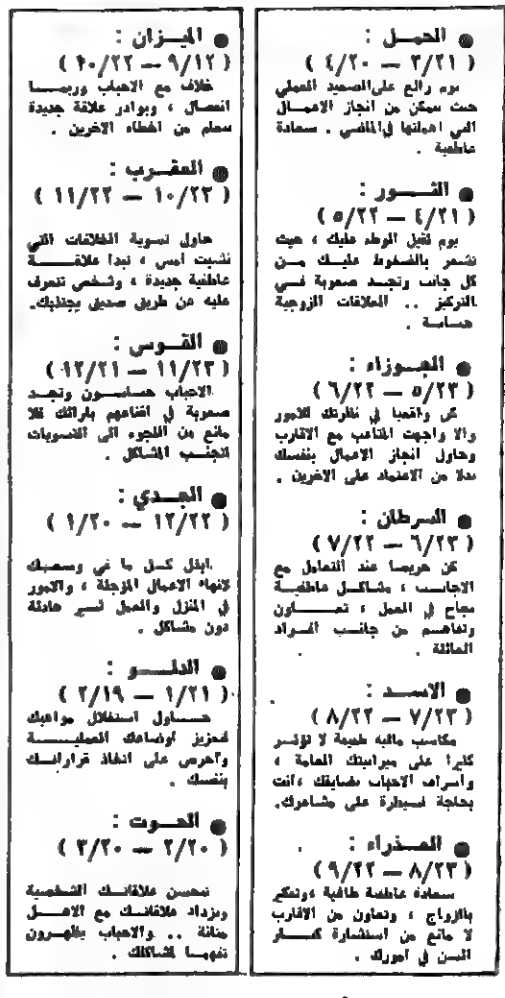 ● الحمل :
( ٣/٢١ — ٤/٢٠ )
يوم رائع على الصعيد العملي
حيث تتمكن من انجاز الاعمال
التي اهملتها في الماضي . سعادة
عاطفية .
● الثور :
( ٤/٢١ — ٥/٢٢ )
يوم ثقيل الوطء عليك ، حيث
تشعر بالضغوط عليك من
كل جانب وتجد صعوبة في
التركيز .. العلاقات الزوجية
حساسة .
● الجوزاء :
( ٥/٢٣ — ٦/٢٢ )
كن واقعيا في نظرتك للامور
والا واجهت المتاعب مع الاقارب
وحاول انجاز الاعمال بنفسك
بدلا من الاعتماد على الاخرين .
● السرطان :
( ٦/٢٣ — ٧/٢٢ )
كن حريصا عند التعامل مع
الاجانب ، مشاكل عاطفية
نجاح في العمل ، تعاون
وتفاهم من جانب افراد
العائلة .
● الاسد :
( ٧/٢٣ — ٨/٢٢ )
مكاسب مالية طفيفة لا تؤثر
كثيرا على ميزانيتك العامة ،
واسراف الاحباب يضايقك ، انت
بحاجة لسيطرة على مشاعرك.
● العذراء :
( ٨/٢٣ — ٩/٢٢ )
سعادة عاطفية طاغية ، وتفكير
بالزواج ، وتعاون من الاقارب
لا مانع من استشارة كبار
السن في امورك .
● الميزان :
( ٩/١٢ — ١٠/٢٢ )
خلاف مع الاحباب وربما
انفصال ، وبوادر علاقة جديدة
تتعلم من اخطاء الاخرين .
● العقرب :
( ١٠/٢٣ — ١١/٢٢ )
حاول تسوية الخلافات التي
نشبت امس ، تبدا علاقة
عاطفية جديدة ، وشخص تتعرف
عليه عن طريق صديق يجتذبك.
● القوس :
( ١١/٢٣ — ١٢/٢١ )
الاحباب حساسون وتجد
صعوبة في اقناعهم بارائك فلا
مانع من اللجوء الى التسويات
لتجنب المشاكل .
● الجدي :
( ١٢/٢٢ — ١/٢٠ )
ابذل كل ما في وسعك
لانهاء الاعمال المؤجلة ، والامور
في المنزل والعمل تسير هادئة
دون مشاكل .
● الدلو :
( ١/٢١ — ٢/١٩ )
حاول استغلال مواهبك
لتعزيز اوضاعك العملية
واحرص على اتخاذ قراراتك
بنفسك .
● الحوت :
( ٢/٢٠ — ٣/٢٠ )
تتحسن علاقاتك الشخصية
وتزداد علاقاتك مع الاهل
متانة .. والاحباب يظهرون
تفهما لمشاكلك .